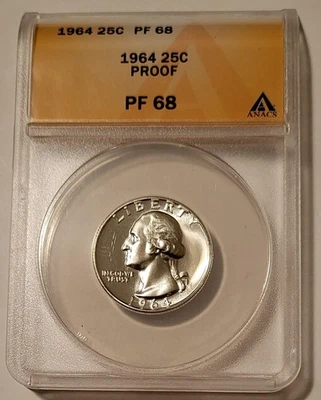 1964 25C PF 68
1964 25C
PROOF
PF 68
ANACS
LIBERTY
IN GOD WE
TRUST
1964